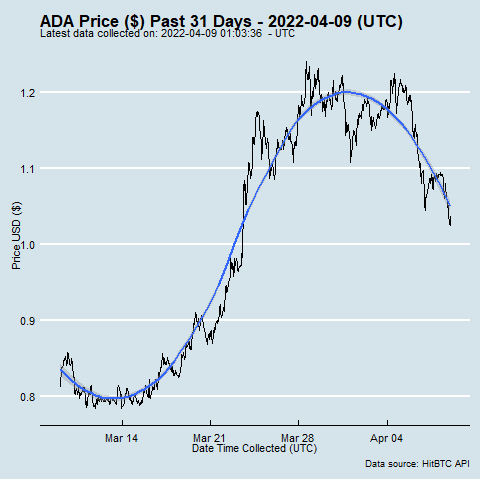 ADA Price ($) Past 31 Days - 2022-04-09 (UTC)
Latest data collected on: 2022-04-09 01:03:36 - UTC
Price USD ($)
1.2
1.1
1.0
0.9
0.8
Mar 14 Mar 21 Mar 28 Apr 04
Date Time Collected (UTC)
Data source: HitBTC API